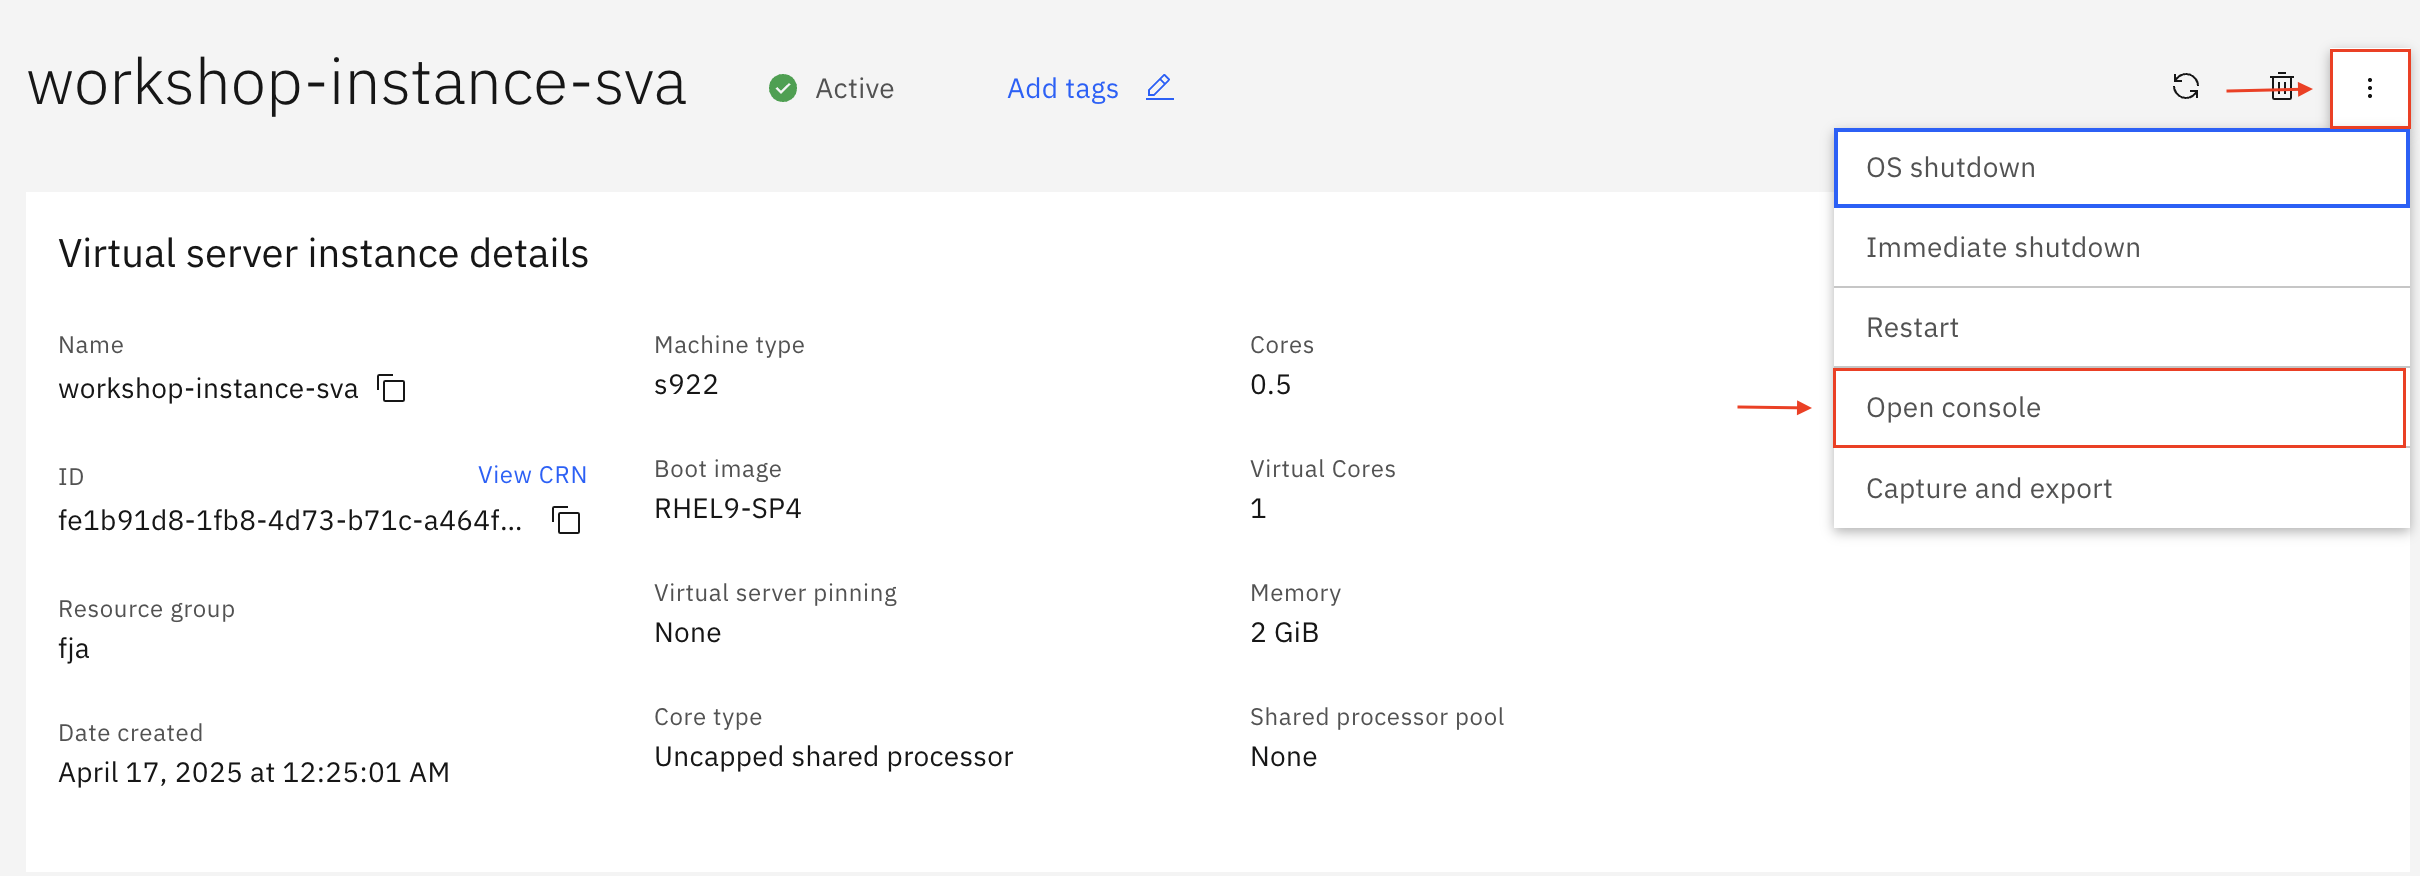 workshop-instance-sva
Active
Add tags
OS shutdown
Immediate shutdown
Restart
Open console
Capture and export
Virtual server instance details
Name
workshop-instance-sva
ID
View CRN
fe1b91d8-1fb8-4d73-b71c-a464f...
Resource group
fja
Date created
April 17, 2025 at 12:25:01 AM
Machine type
s922
Boot image
RHEL9-SP4
Virtual server pinning
None
Core type
Uncapped shared processor
Cores
0.5
Virtual Cores
1
Memory
2 GiB
Shared processor pool
None